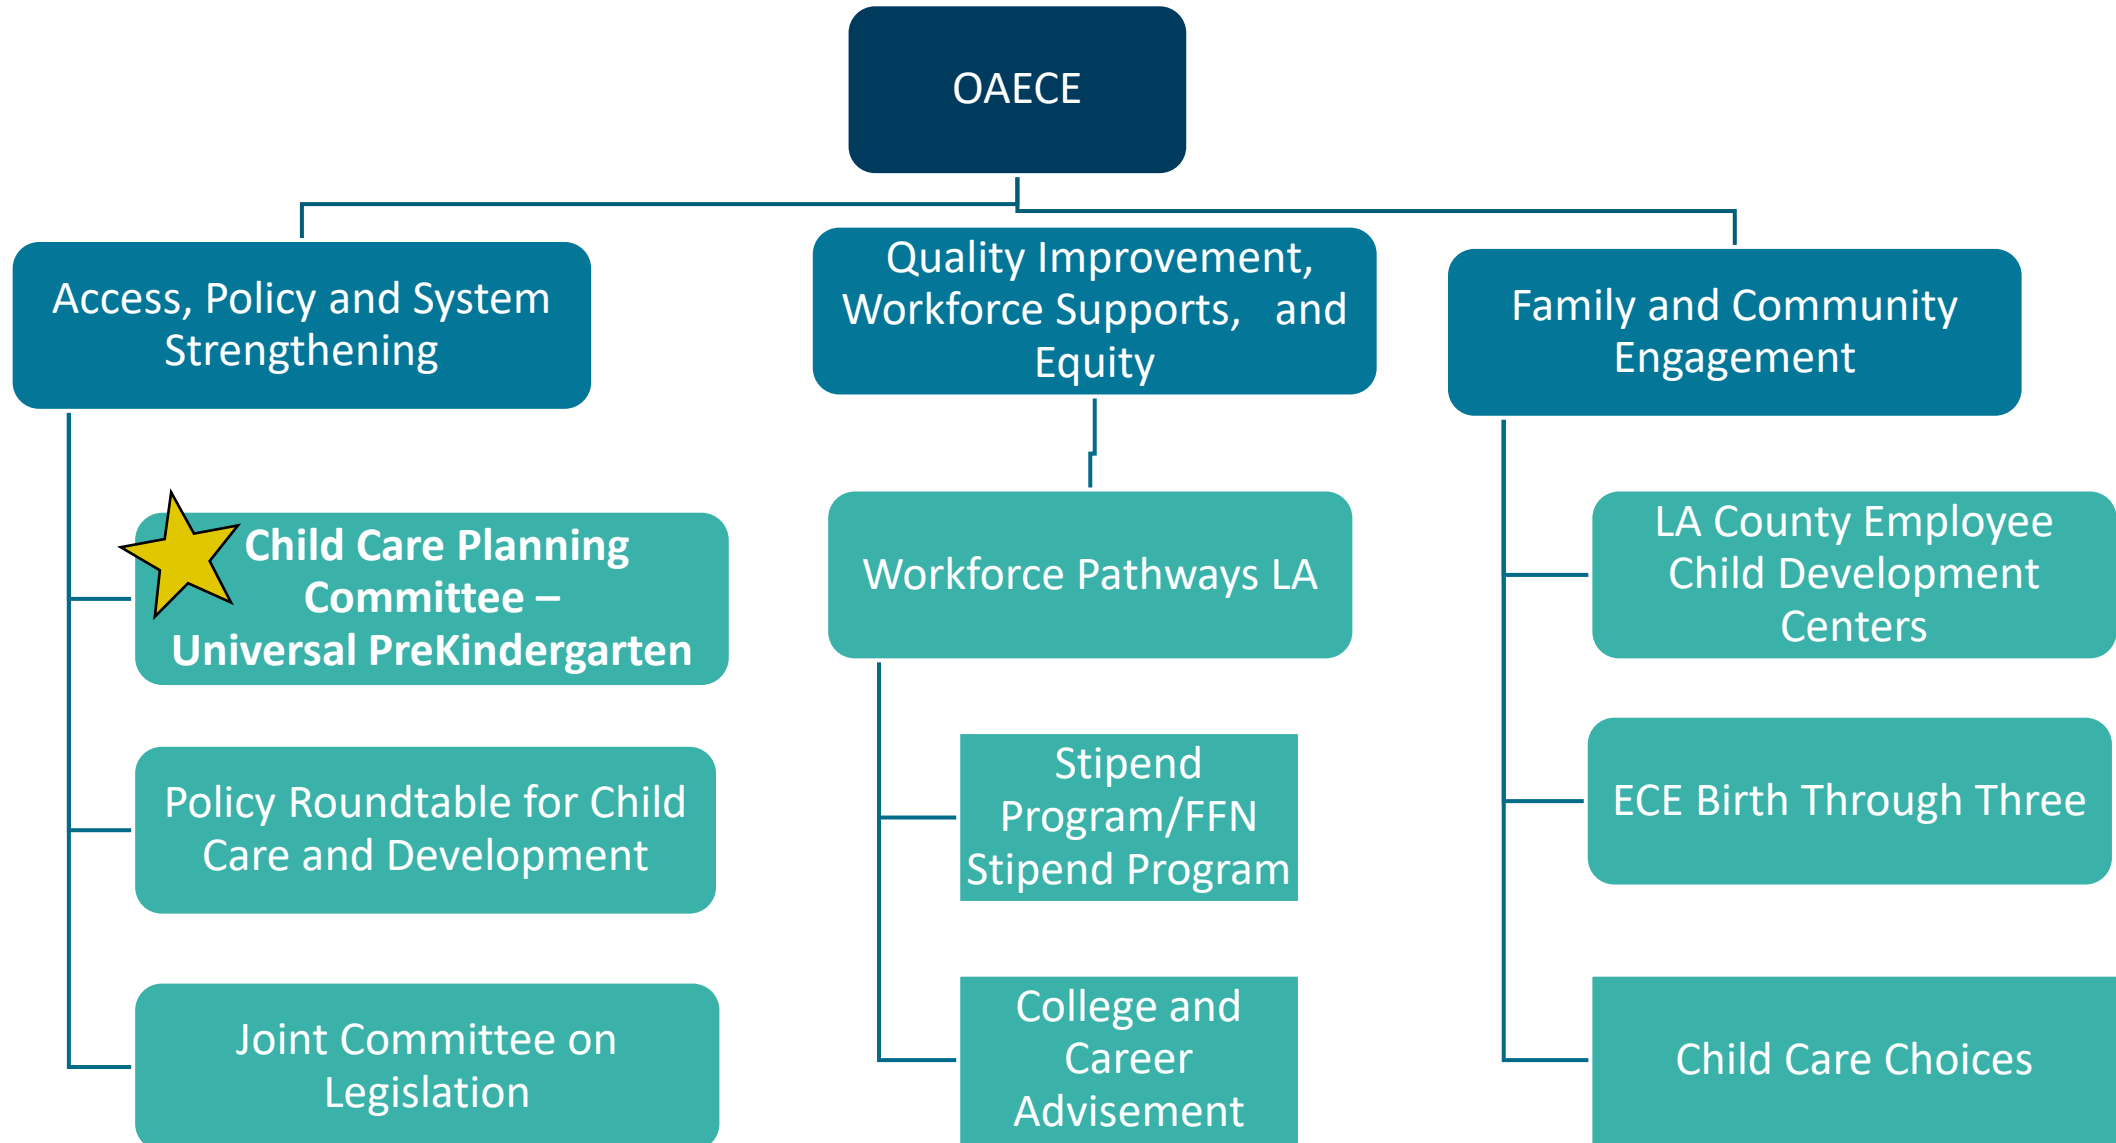 OAECE
Access, Policy and System
Strengthening
Child Care Planning
Committee –
Universal PreKindergarten
Policy Roundtable for Child
Care and Development
Joint Committee on
Legislation
Quality Improvement,
Workforce Supports, and
Equity
Workforce Pathways LA
Stipend
Program/FFN
Stipend Program
College and
Career
Advisement
Family and Community
Engagement
LA County Employee
Child Development
Centers
ECE Birth Through Three
Child Care Choices